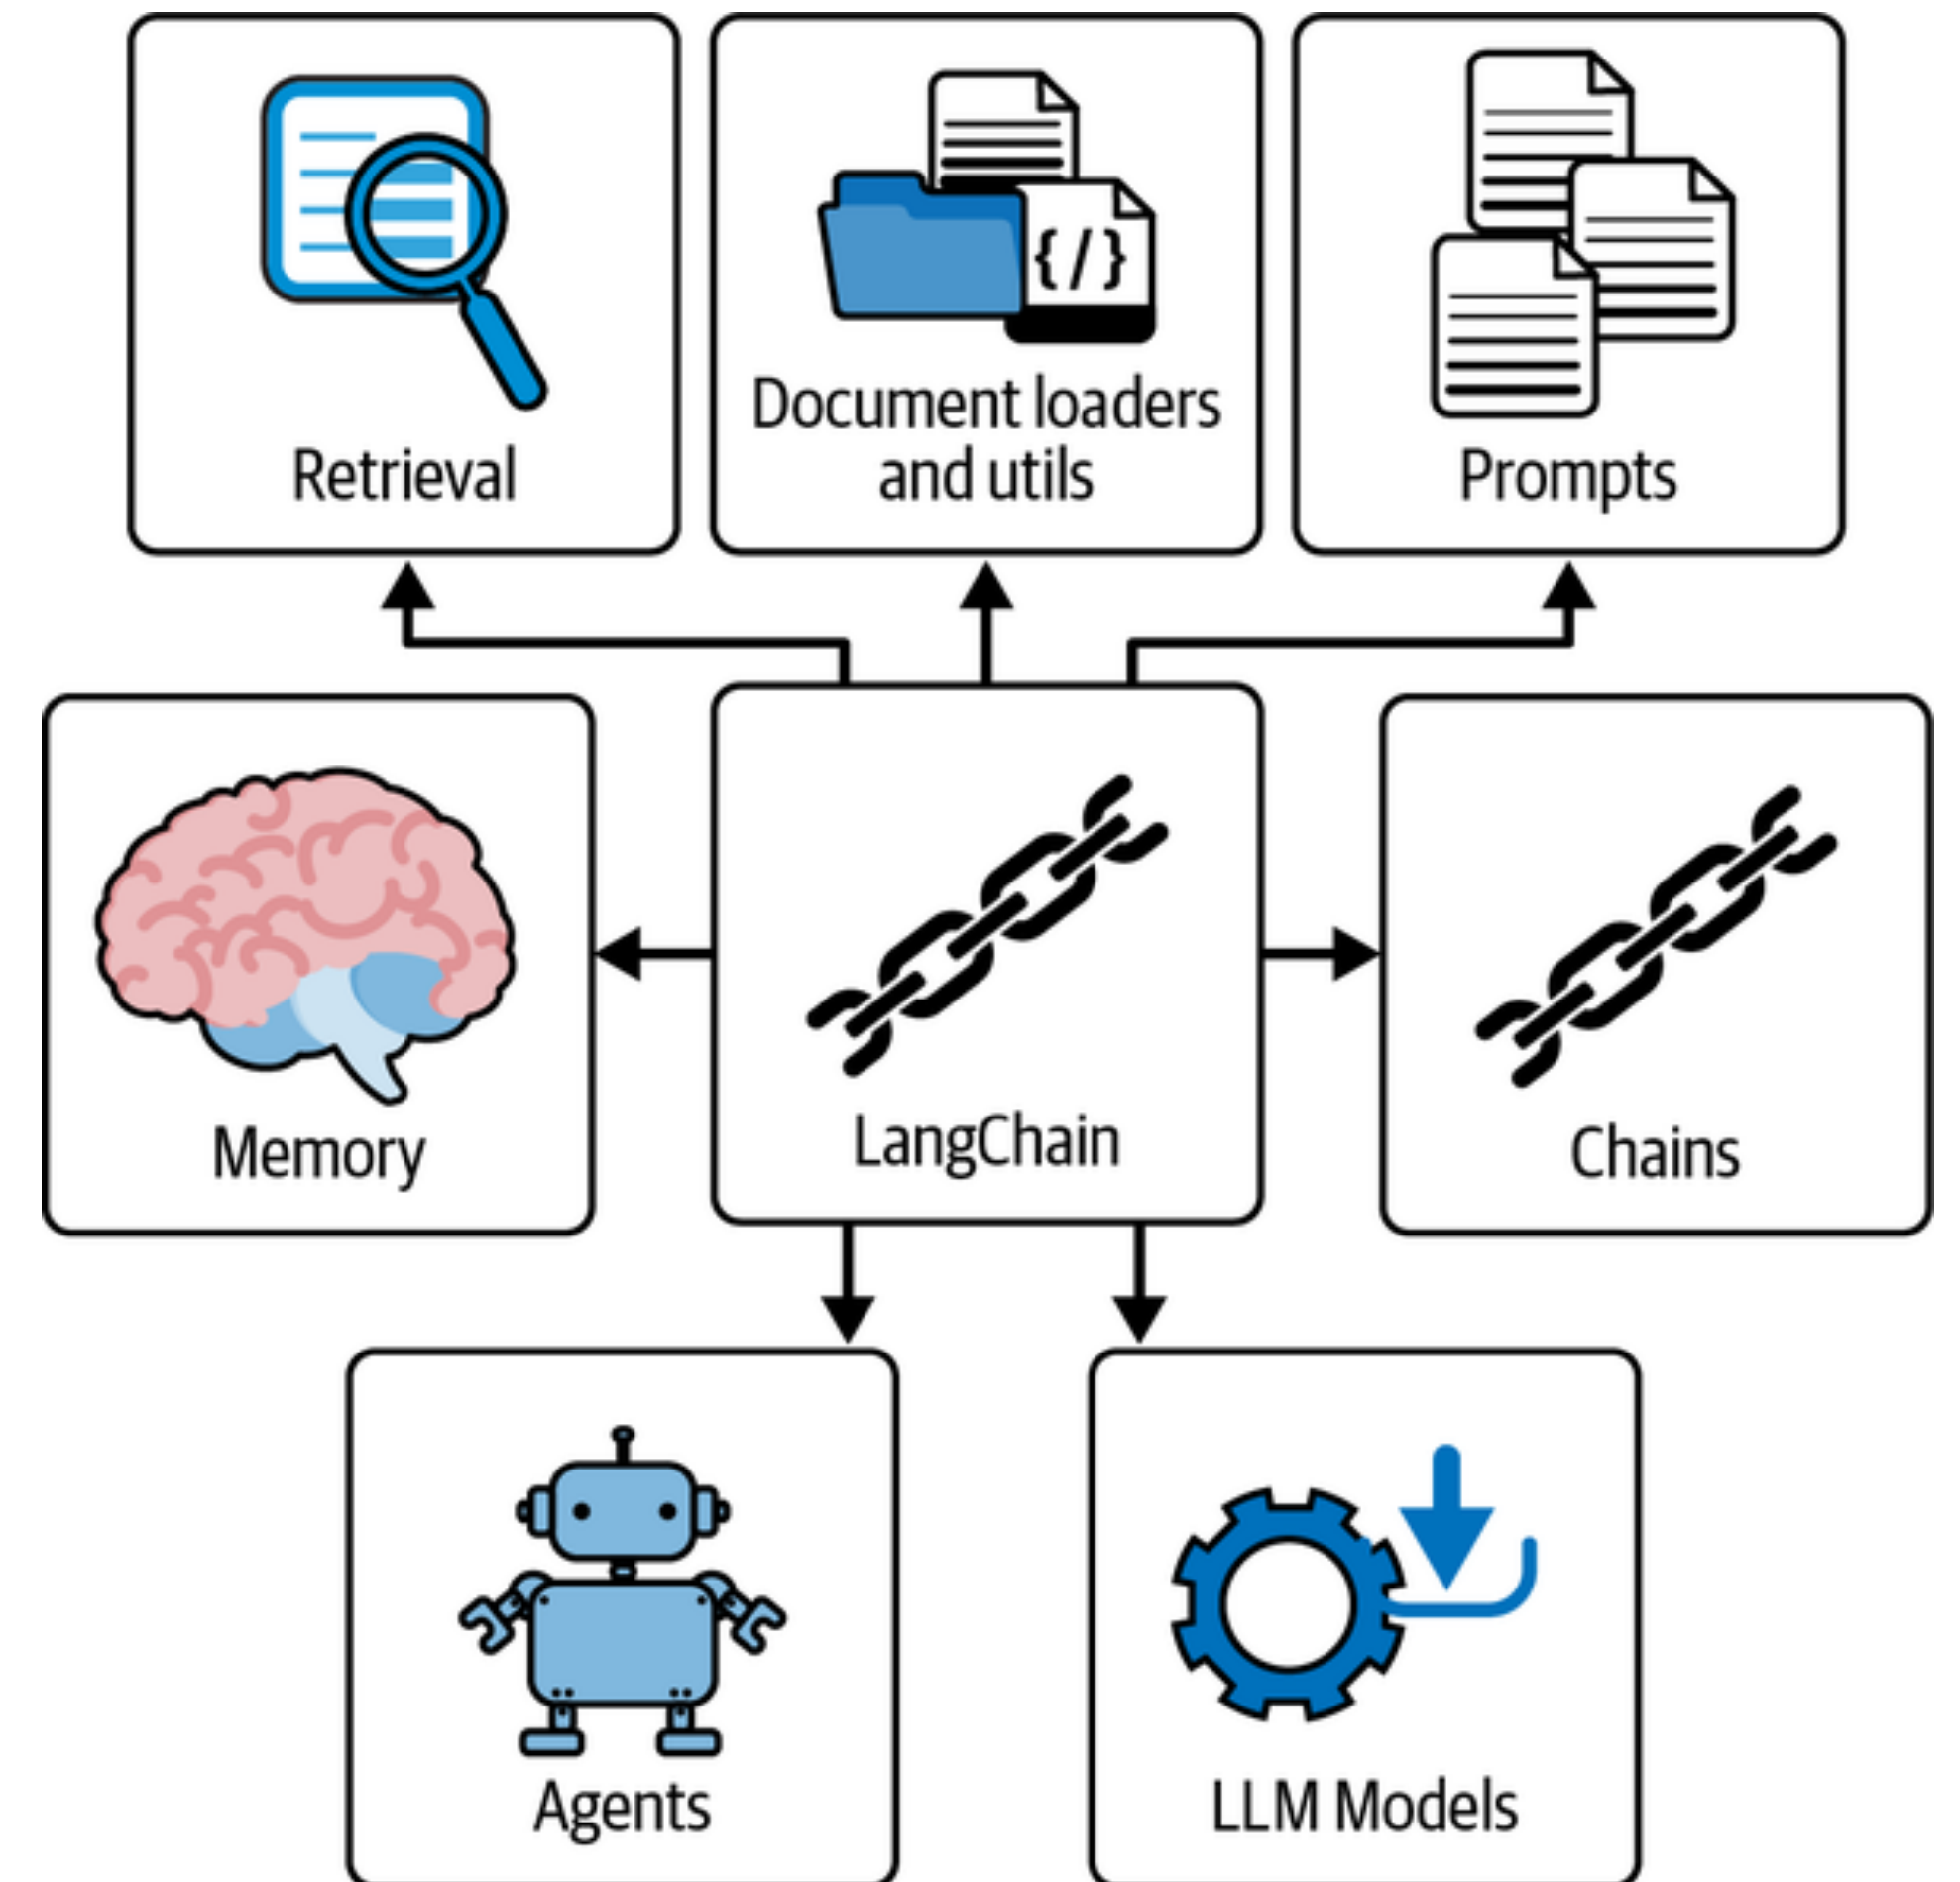 Retrieval
Document loaders
and utils
Prompts
{/}
Memory
LangChain
Chains
Agents
LLM Models